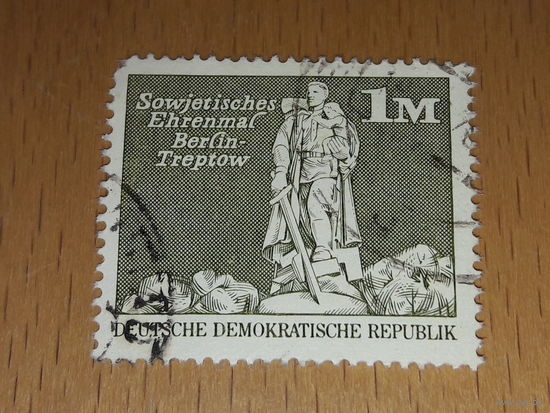 Sowjetisches
Ehrenmal
Berlin-
Treptow
1M
DEUTSCHE DEMOKRATISCHE REPUBLIK